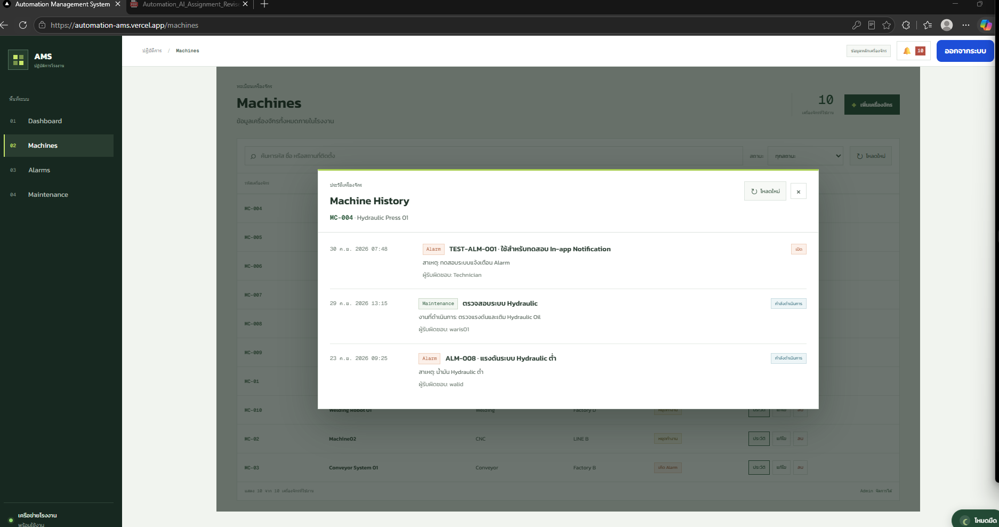 Automation Management System
Automation_AI_Assignment_Revise
https://automation-ams.vercel.app/machines
AMS
ปฏิบัติการโรงงาน
ปฏิบัติการ / Machines
ข้อมูลหลักเครื่องจักร
10
ออกจากระบบ
พื้นที่ระบบ
01 Dashboard
02 Machines
03 Alarms
04 Maintenance
ทะเบียนเครื่องจักร
Machines
ข้อมูลเครื่องจักรทั้งหมดภายในโรงงาน
10
เครื่องจักรที่ใช้งาน
+ เพิ่มเครื่องจักร
ค้นหารหัส ชื่อ หรือสถานที่ติดตั้ง
สถานะ
ทุกสถานะ
โหลดใหม่
รหัสเครื่องจักร
MC-004
MC-005
MC-006
MC-007
MC-008
MC-009
MC-01
ประวัติเครื่องจักร
Machine History
MC-004 · Hydraulic Press 01
โหลดใหม่
×
30 ก.ย. 2026 07:48
Alarm TEST-ALM-001 · ใช้สำหรับทดสอบ In-app Notification
เปิด
สาเหตุ: ทดสอบระบบแจ้งเตือน Alarm
ผู้รับผิดชอบ: Technician
29 ก.ย. 2026 13:15
Maintenance ตรวจสอบระบบ Hydraulic
กำลังดำเนินการ
งานที่ดำเนินการ: ตรวจแรงดันและเติม Hydraulic Oil
ผู้รับผิดชอบ: waris01
23 ก.ย. 2026 09:25
Alarm ALM-008 · แรงดันระบบ Hydraulic ต่ำ
กำลังดำเนินการ
สาเหตุ: น้ำมัน Hydraulic ต่ำ
ผู้รับผิดชอบ: walid
MC-010 Welding Robot 01 Welding Factory D หยุดทำงาน ประวัติ แก้ไข ลบ
MC-02 Machine02 CNC LINE B หยุดทำงาน ประวัติ แก้ไข ลบ
MC-03 Conveyor System 01 Conveyor Factory B เกิด Alarm ประวัติ แก้ไข ลบ
แสดง 10 จาก 10 เครื่องจักรที่ใช้งาน
Admin จัดการได้
เครือข่ายโรงงาน
พร้อมใช้งาน
โหมดมืด